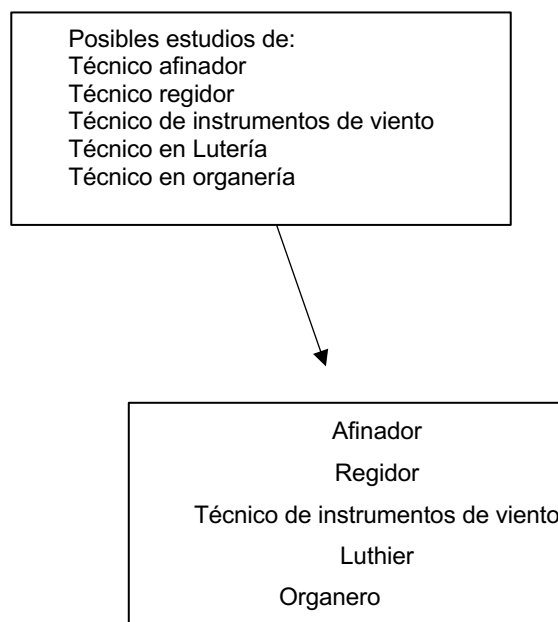 Posibles estudios de:
Técnico afinador
Técnico regidor
Técnico de instrumentos de viento
Técnico en Lutería
Técnico en organería
Afinador
Regidor
Técnico de instrumentos de viento
Luthier
Organero